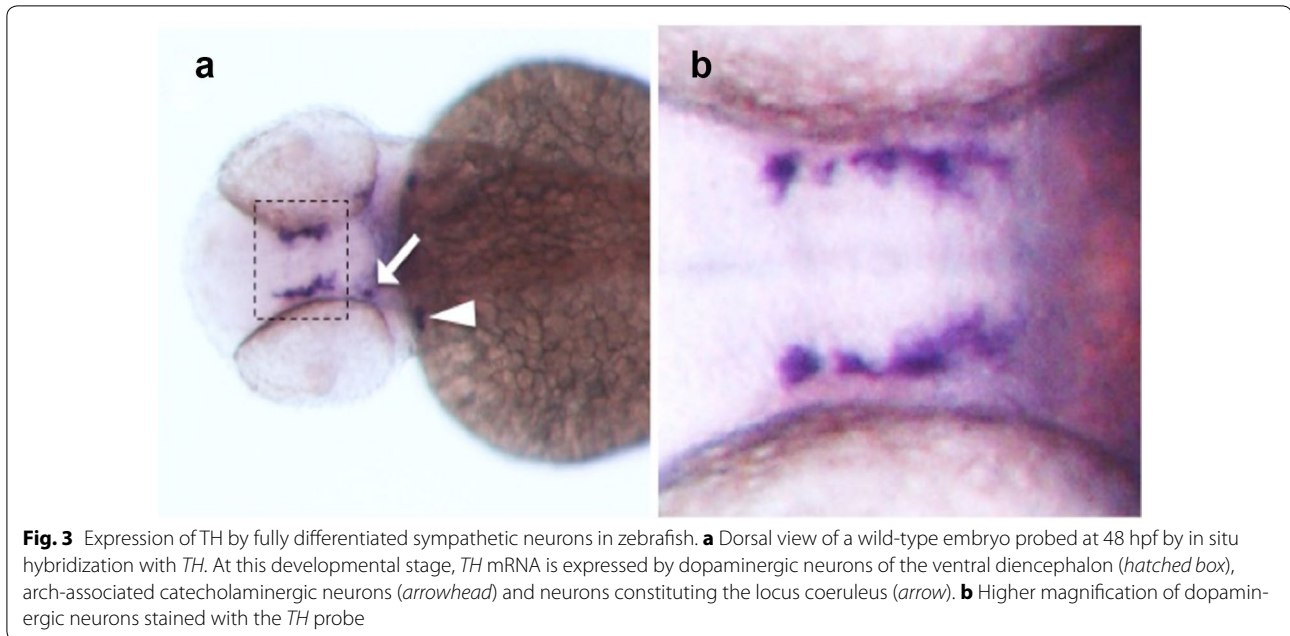 a
b
Fig. 3 Expression of TH by fully differentiated sympathetic neurons in zebrafish. a Dorsal view of a wild-type embryo probed at 48 hpf by in situ
hybridization with TH. At this developmental stage, TH mRNA is expressed by dopaminergic neurons of the ventral diencephalon (hatched box),
arch-associated catecholaminergic neurons (arrowhead) and neurons constituting the locus coeruleus (arrow). b Higher magnification of dopamin-
ergic neurons stained with the TH probe